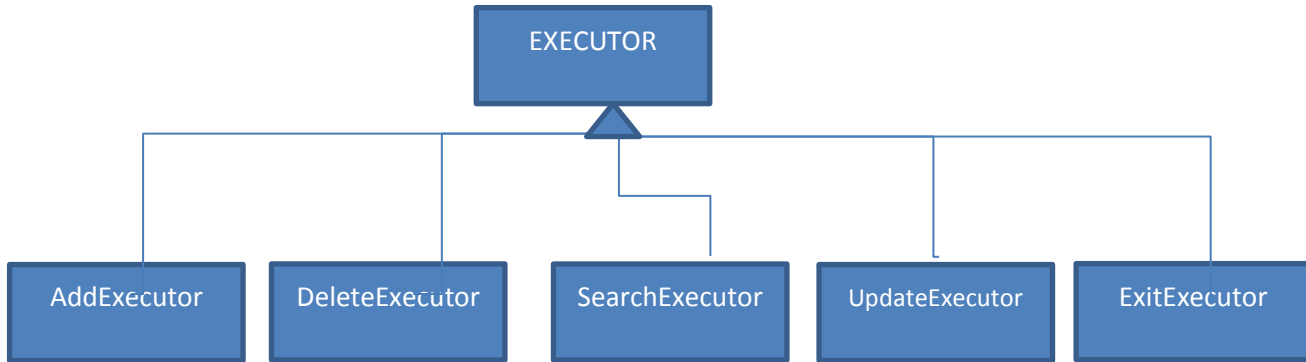 EXECUTOR
AddExecutor
DeleteExecutor
SearchExecutor
UpdateExecutor
ExitExecutor